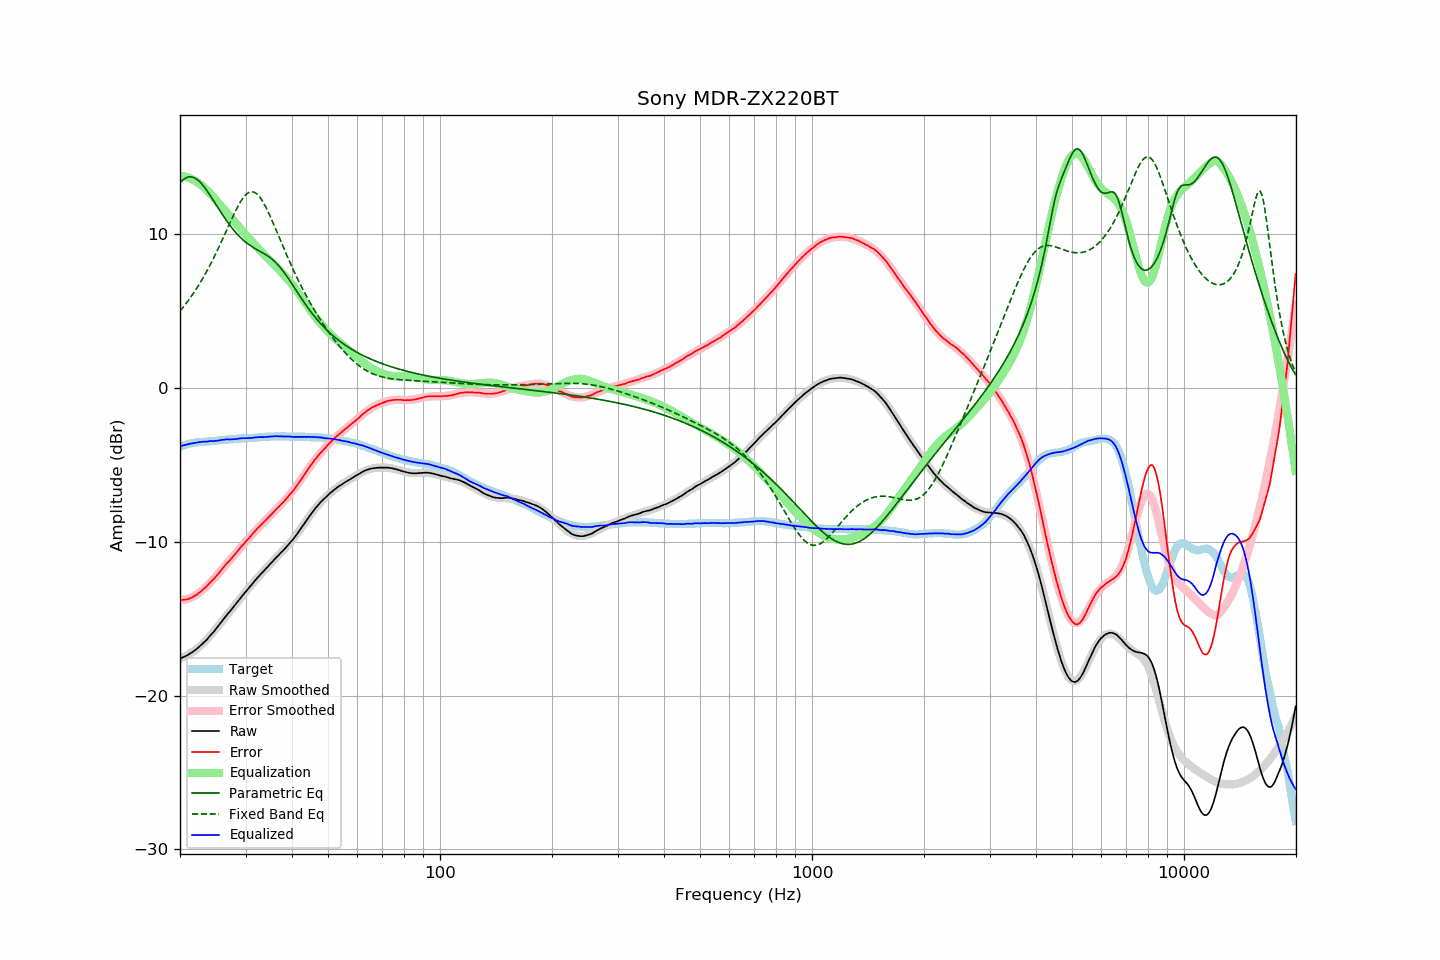 Sony MDR-ZX220BT
Amplitude (dBr)
10
0
−10
−20
−30
Target
Raw Smoothed
Error Smoothed
Raw
Error
Equalization
Parametric Eq
Fixed Band Eq
Equalized
100
1000
10000
Frequency (Hz)